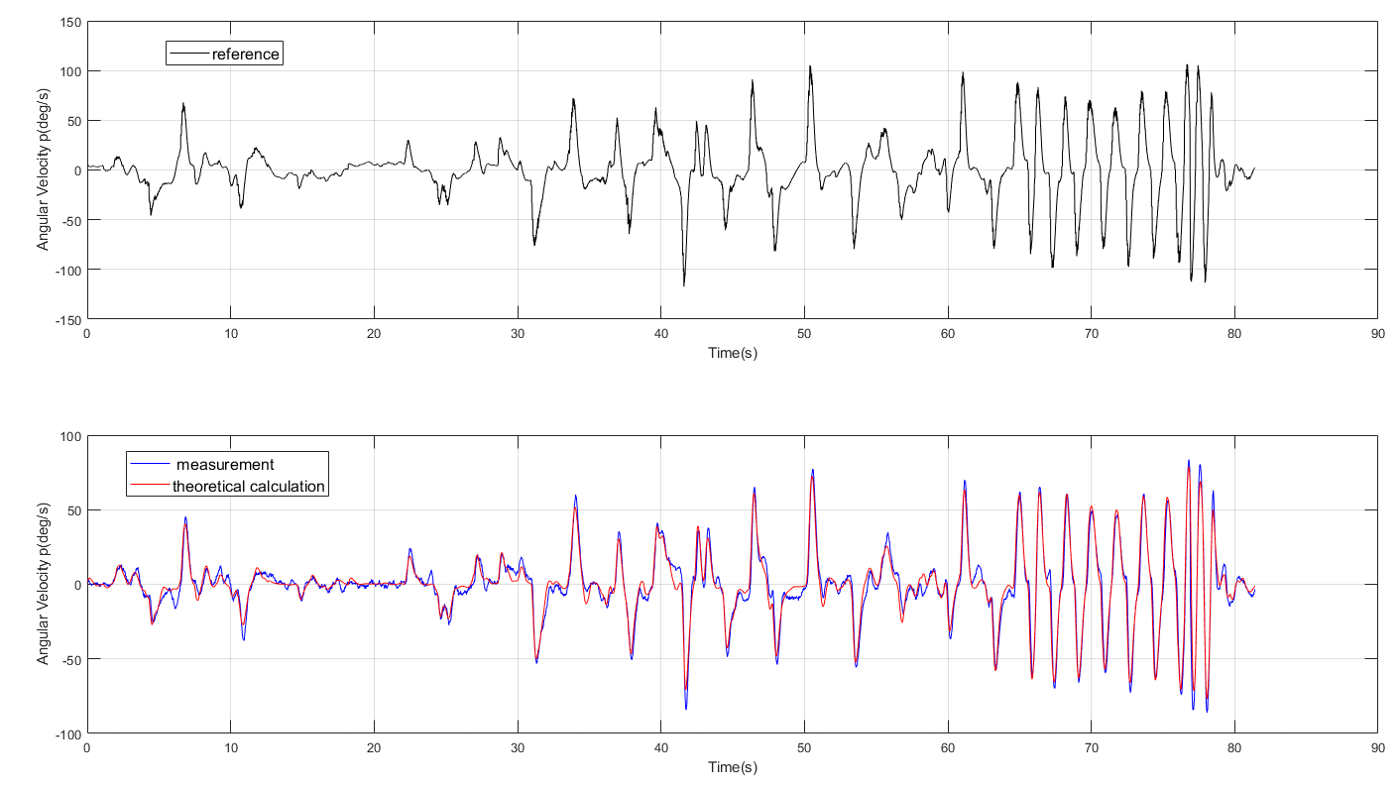 150
100
50
0
-50
-100
-150
Angular Velocity p(deg/s)
reference
0 10 20 30 40 50 60 70 80 90
Time(s)
100
50
0
-50
-100
Angular Velocity p(deg/s)
measurement
theoretical calculation
0 10 20 30 40 50 60 70 80 90
Time(s)